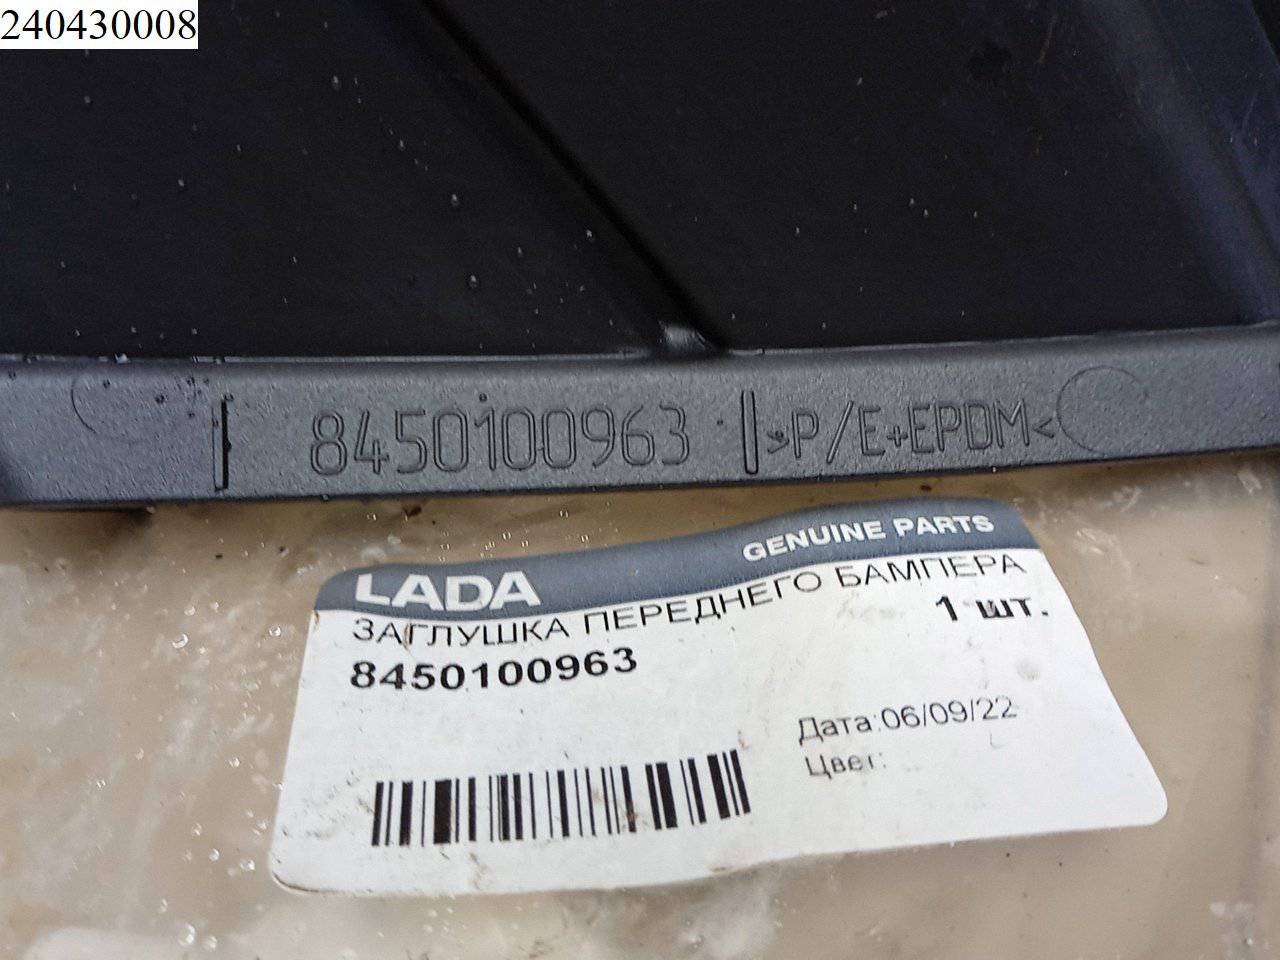 240430008
8450100963 >P/E+EPDM<
LADA GENUINE PARTS
ЗАГЛУШКА ПЕРЕДНЕГО БАМПЕРА
8450100963
1 шт.
Дата:06/09/22
Цвет: